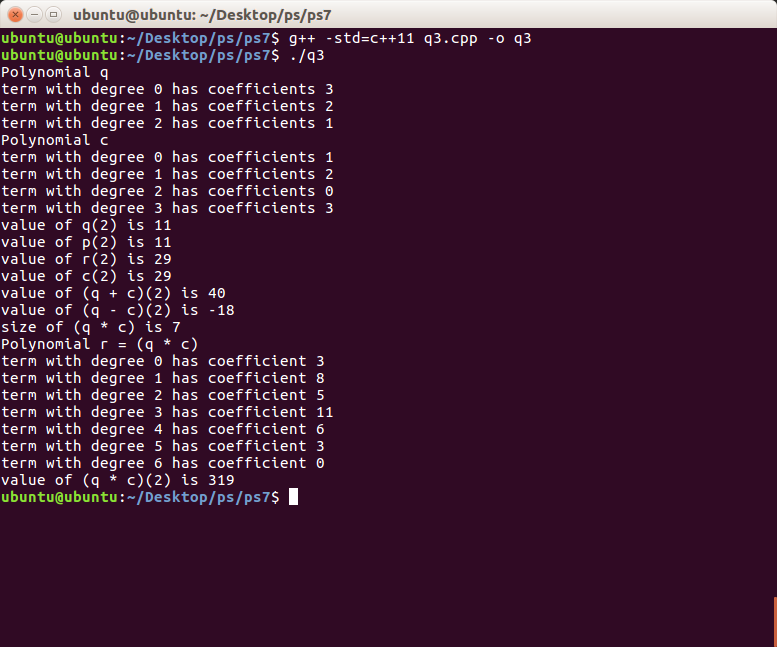 ubuntu@ubuntu: ~/Desktop/ps/ps7
ubuntu@ubuntu:~/Desktop/ps/ps7$ g++ -std=c++11 q3.cpp -o q3
ubuntu@ubuntu:~/Desktop/ps/ps7$ ./q3
Polynomial q
term with degree 0 has coefficients 3
term with degree 1 has coefficients 2
term with degree 2 has coefficients 1
Polynomial c
term with degree 0 has coefficients 1
term with degree 1 has coefficients 2
term with degree 2 has coefficients 0
term with degree 3 has coefficients 3
value of q(2) is 11
value of p(2) is 11
value of r(2) is 29
value of c(2) is 29
value of (q + c)(2) is 40
value of (q - c)(2) is -18
size of (q * c) is 7
Polynomial r = (q * c)
term with degree 0 has coefficient 3
term with degree 1 has coefficient 8
term with degree 2 has coefficient 5
term with degree 3 has coefficient 11
term with degree 4 has coefficient 6
term with degree 5 has coefficient 3
term with degree 6 has coefficient 0
value of (q * c)(2) is 319
ubuntu@ubuntu:~/Desktop/ps/ps7$